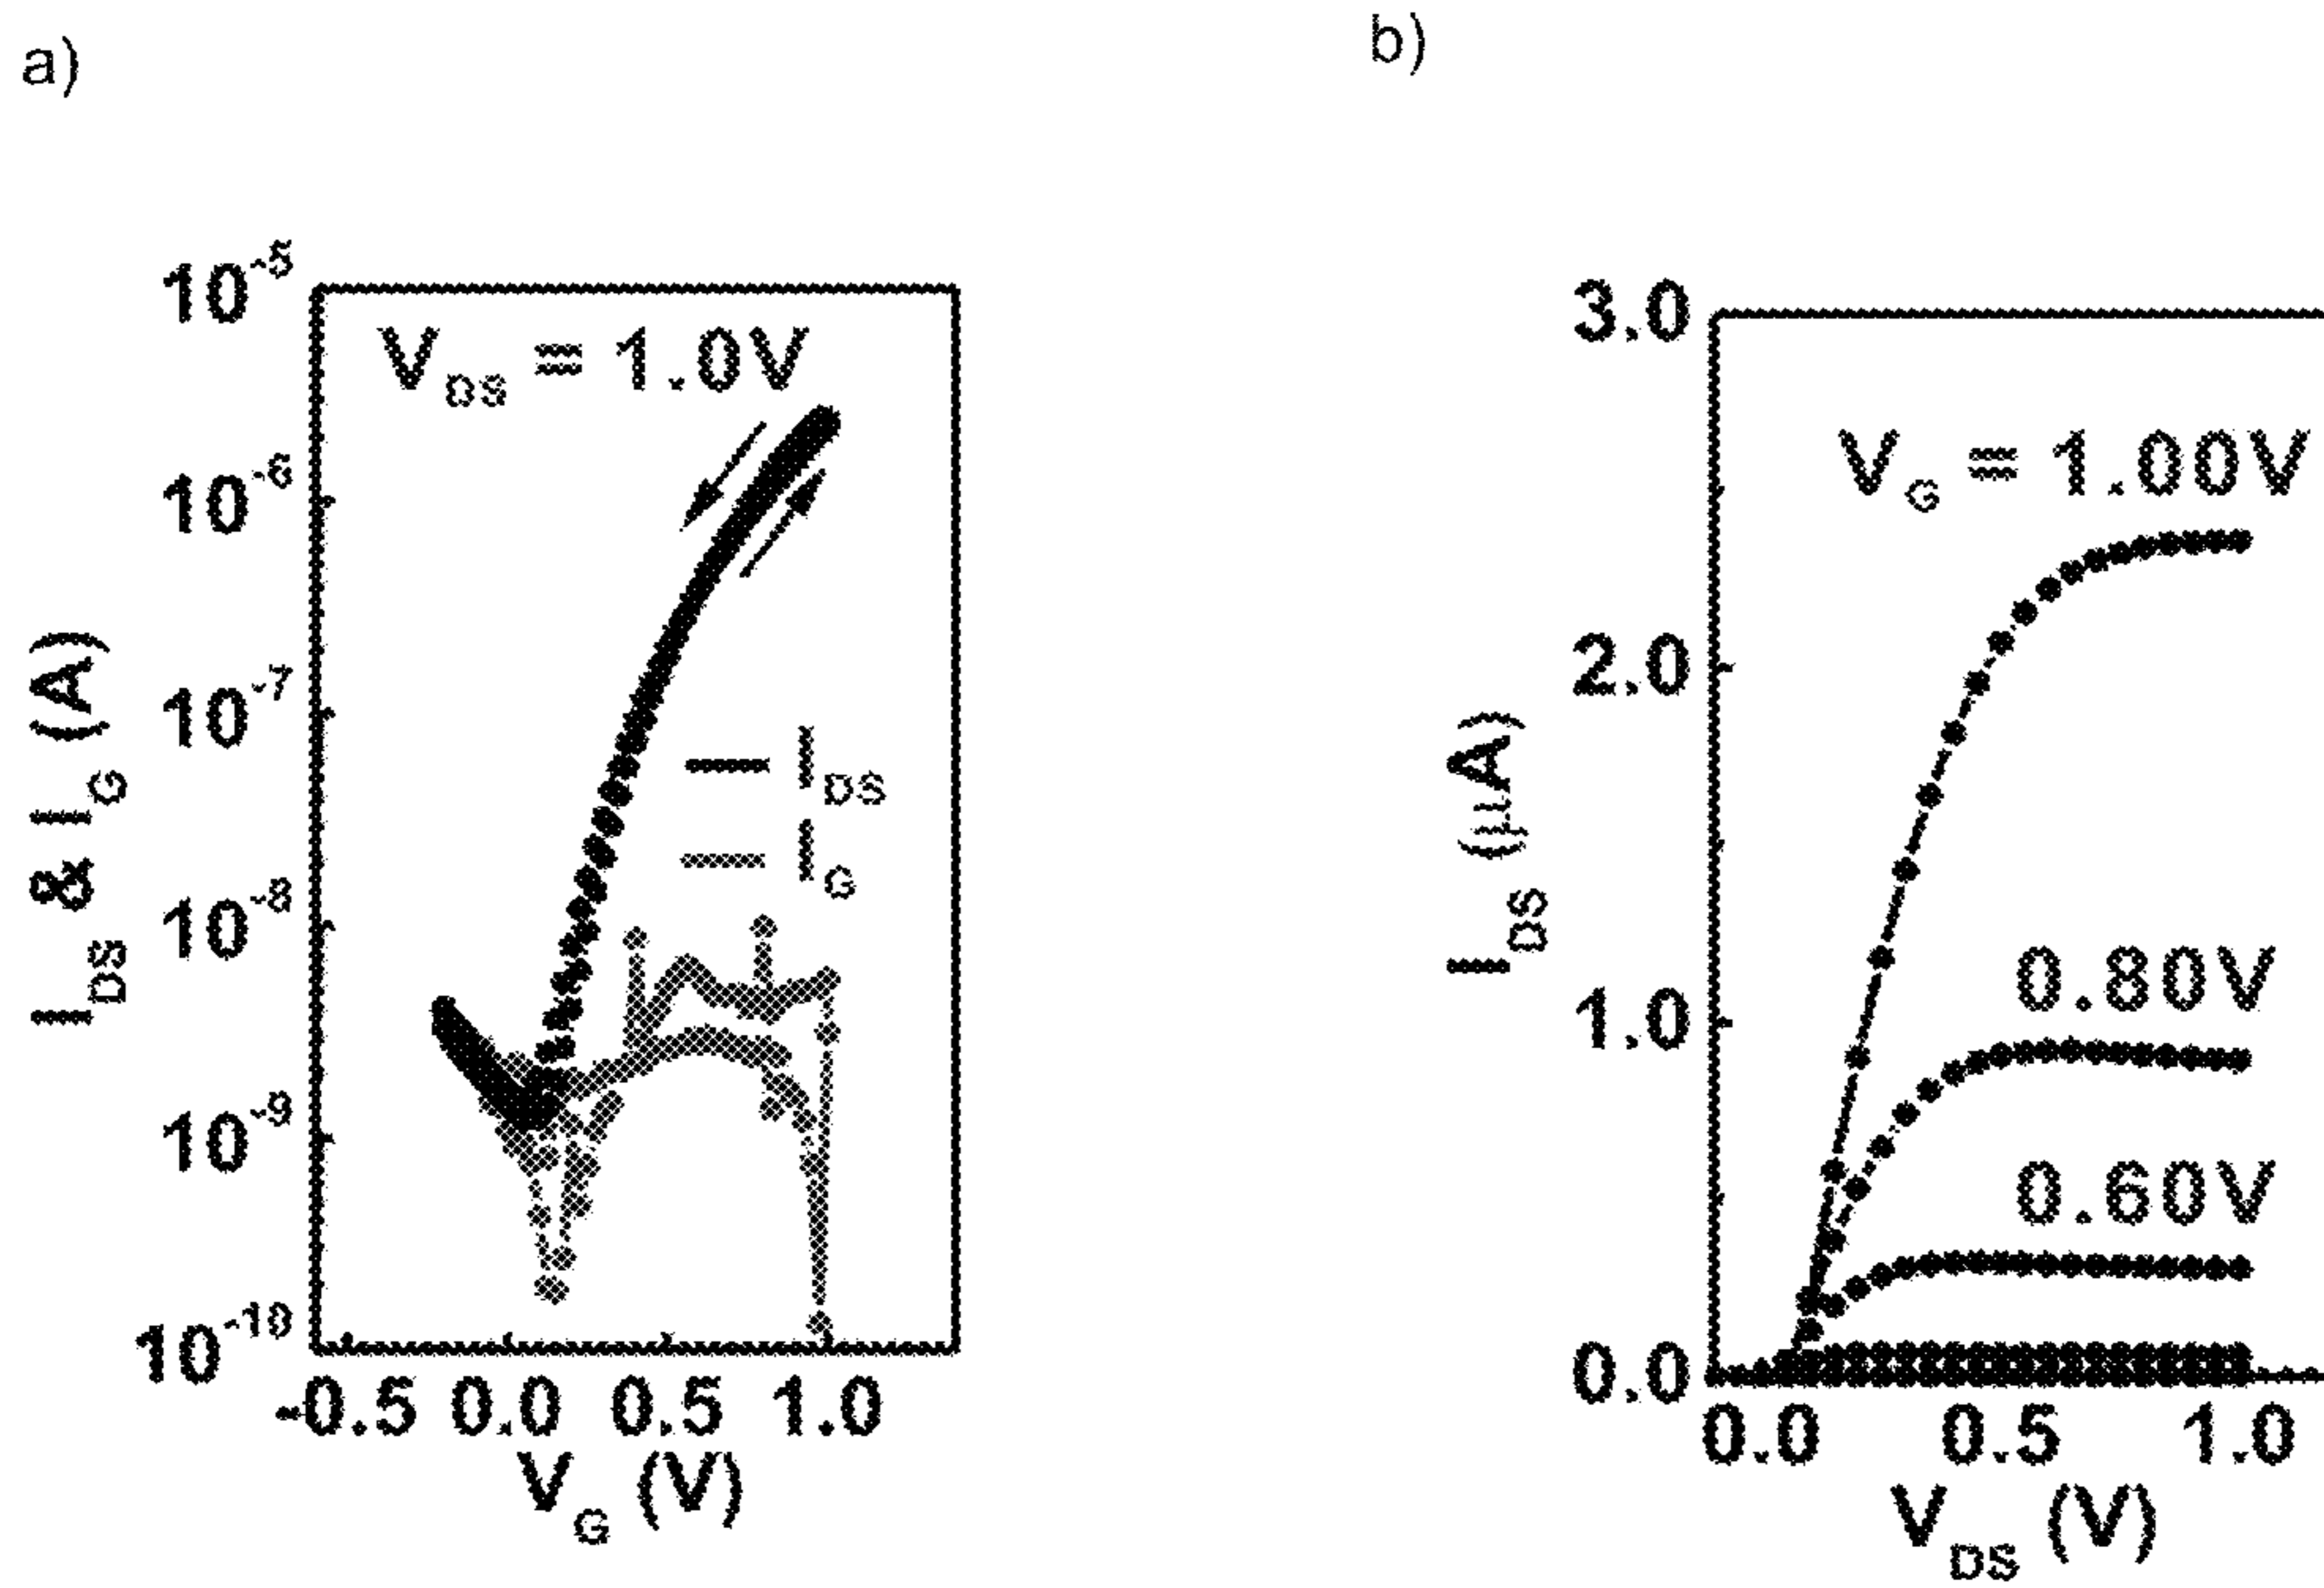 a)
10^-5
10^-6
10^-7
10^-8
10^-9
10^-10
I_DS & I_G (A)
V_DS = 1.0V
I_DS
I_G
-0.5 0.0 0.5 1.0
V_G (V)
b)
3.0
2.0
1.0
0.0
I_DS (μA)
V_G = 1.00V
0.80V
0.60V
0.0 0.5 1.0
V_DS (V)